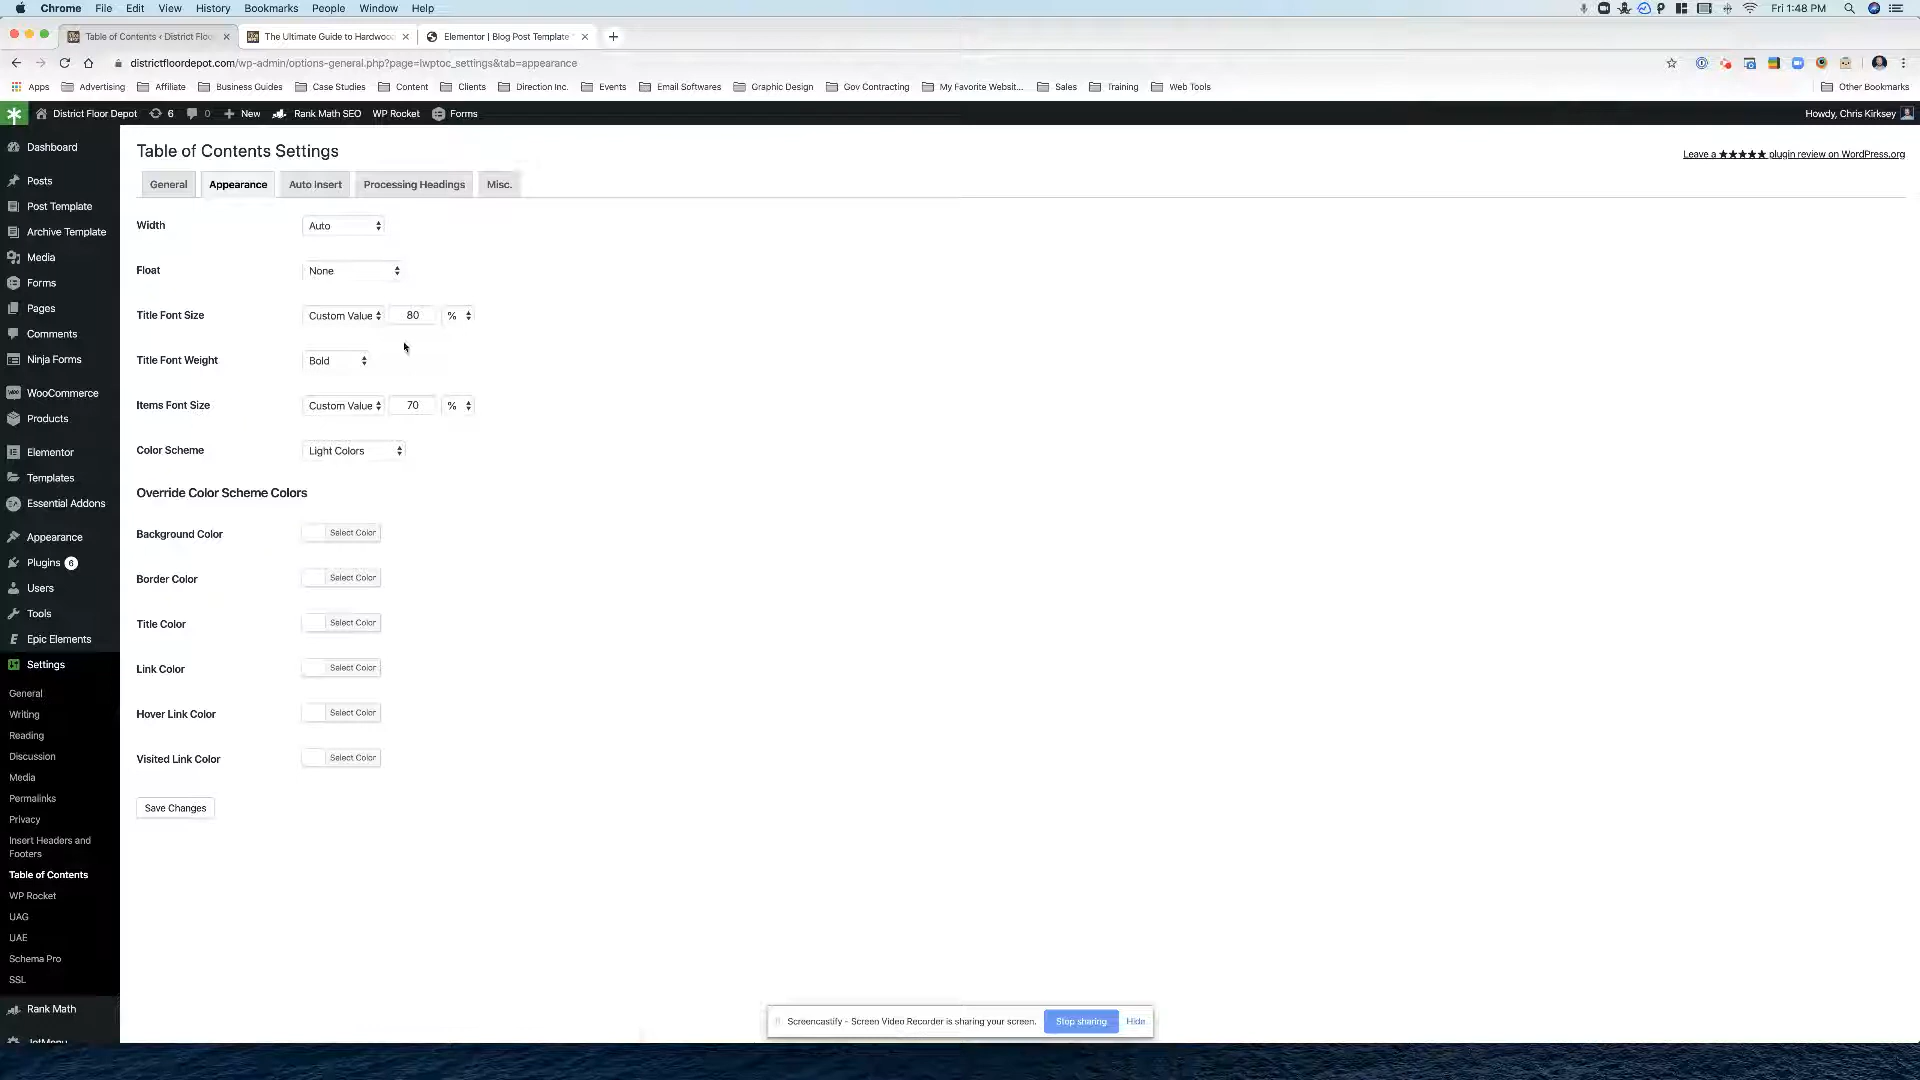 Chrome File Edit View History Bookmarks People Window Help Fri 1:48 PM
Table of Contents ‹ District Floo The Ultimate Guide to Hardwoo Elementor | Blog Post Template
districtfloordepot.com/wp-admin/options-general.php?page=lwptoc_settings&tab=appearance
Apps Advertising Affiliate Business Guides Case Studies Content Clients Direction Inc. Events Email Softwares Graphic Design Gov Contracting My Favorite Websit... Sales Training Web Tools Other Bookmarks
District Floor Depot 6 0 New Rank Math SEO WP Rocket Forms Howdy, Chris Kirksey
Dashboard
Posts
Post Template
Archive Template
Media
Forms
Pages
Comments
Ninja Forms
WooCommerce
Products
Elementor
Templates
Essential Addons
Appearance
Plugins 6
Users
Tools
Epic Elements
Settings
General
Writing
Reading
Discussion
Media
Permalinks
Privacy
Insert Headers and
Footers
Table of Contents
WP Rocket
UAG
UAE
Schema Pro
SSL
Rank Math
Table of Contents Settings
Leave a ★★★★★ plugin review on WordPress.org
General Appearance Auto Insert Processing Headings Misc.
Width Auto
Float None
Title Font Size Custom Value 80 %
Title Font Weight Bold
Items Font Size Custom Value 70 %
Color Scheme Light Colors
Override Color Scheme Colors
Background Color Select Color
Border Color Select Color
Title Color Select Color
Link Color Select Color
Hover Link Color Select Color
Visited Link Color Select Color
Save Changes
Screencastify - Screen Video Recorder is sharing your screen. Stop sharing Hide